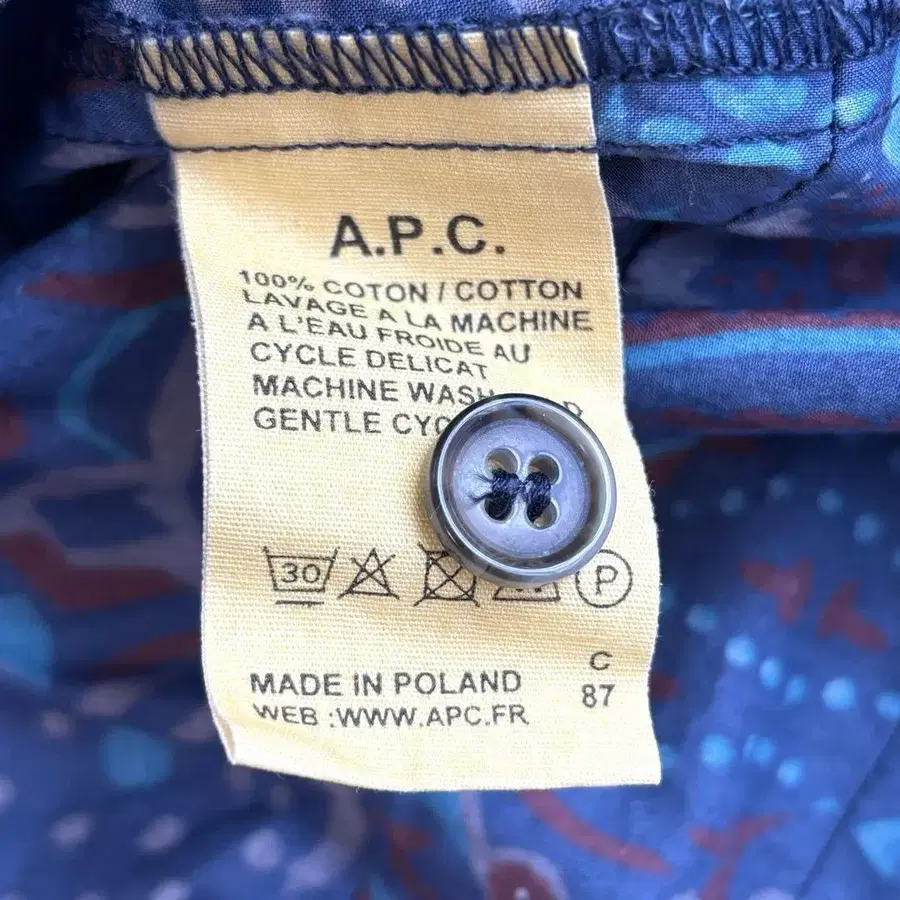 A.P.C.
100% COTON / COTTON
LAVAGE A LA MACHINE
A L'EAU FROIDE AU
CYCLE DELICAT
MACHINE WASH
GENTLE
30
P
C
87
MADE IN POLAND
WEB :WWW.APC.FR